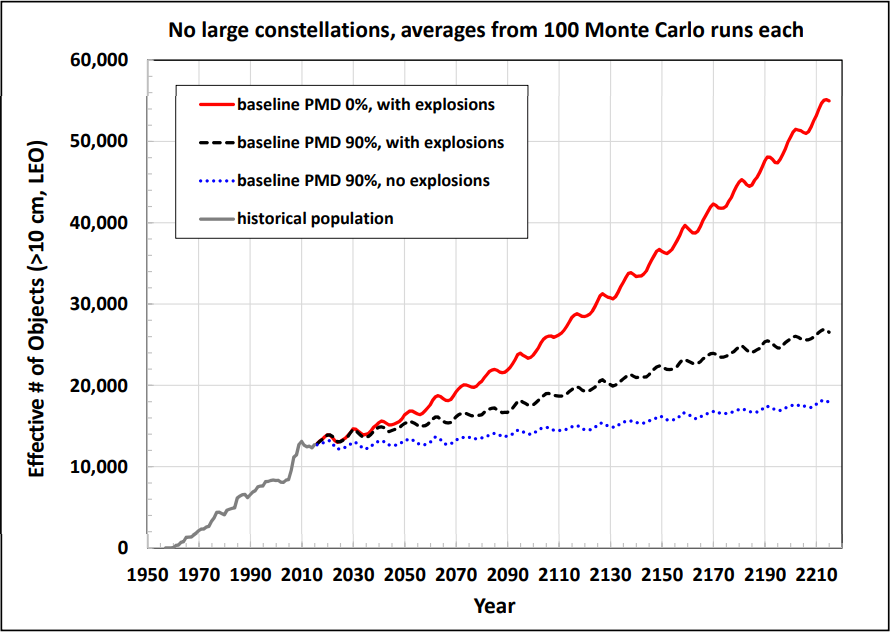 No large constellations, averages from 100 Monte Carlo runs each
60,000
50,000
40,000
30,000
20,000
10,000
0
Effective # of Objects (>10 cm, LEO)
baseline PMD 0%, with explosions
baseline PMD 90%, with explosions
baseline PMD 90%, no explosions
historical population
1950 1970 1990 2010 2030 2050 2070 2090 2110 2130 2150 2170 2190 2210
Year